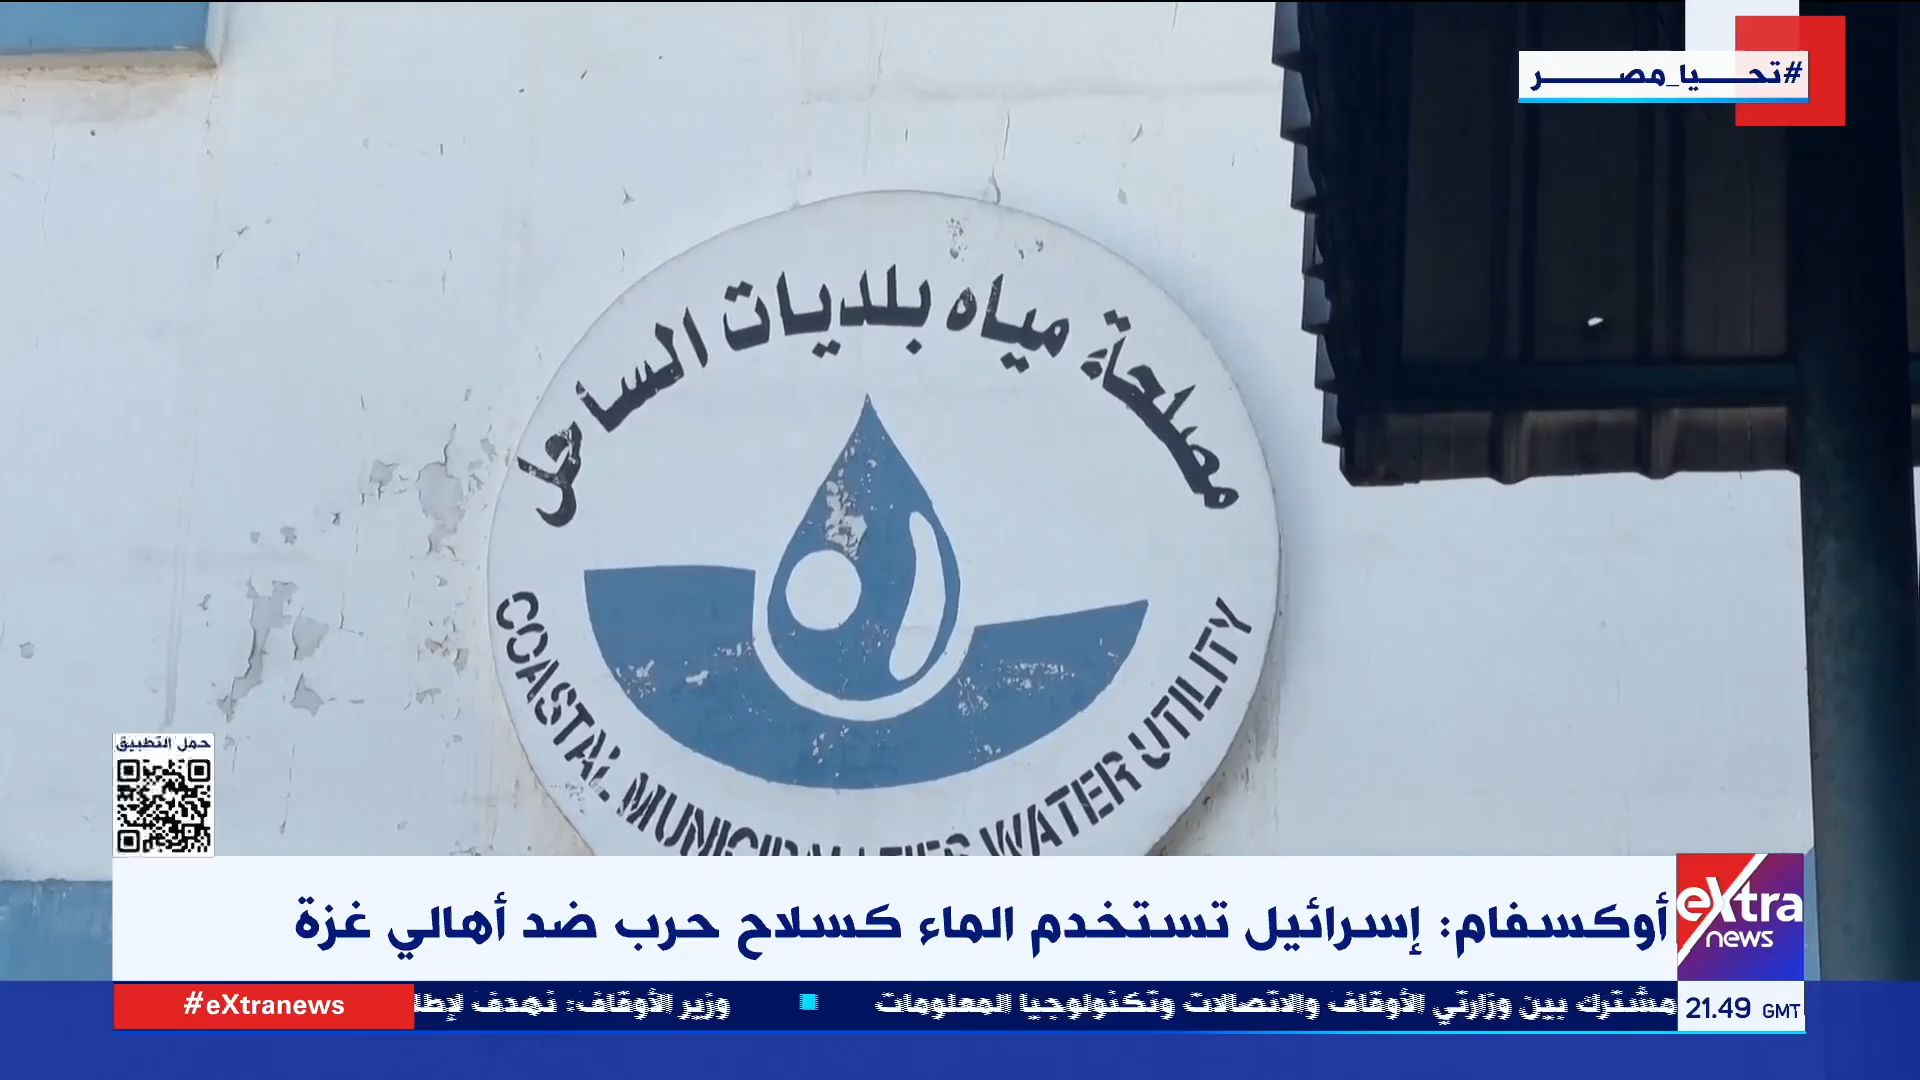 #تحيا_مصر
مصلحة مياه بلديات الساحل
COASTAL MUNICIPALITIES WATER UTILITY
حمل التطبيق
أوكسفام: إسرائيل تستخدم الماء كسلاح حرب ضد أهالي غزة
eXtra
news
#eXtranews
مشترك بين وزارتي الأوقاف والاتصالات وتكنولوجيا المعلومات
وزير الأوقاف: نهدف
21.49 GMT